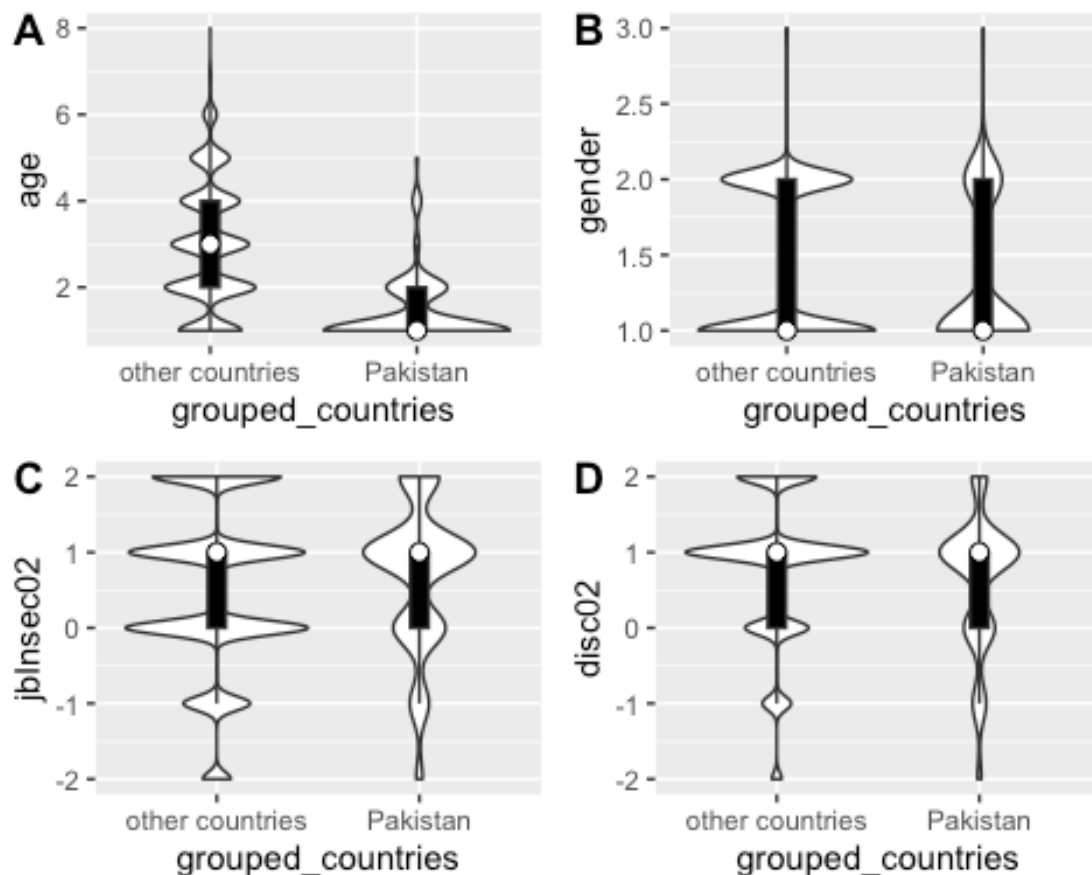 A
8
6
4
2
age
other countries Pakistan
grouped_countries
B
3.0
2.5
2.0
1.5
1.0
gender
other countries Pakistan
grouped_countries
C
2
1
0
-1
-2
jbInsec02
other countries Pakistan
grouped_countries
D
2
1
0
-1
-2
disc02
other countries Pakistan
grouped_countries